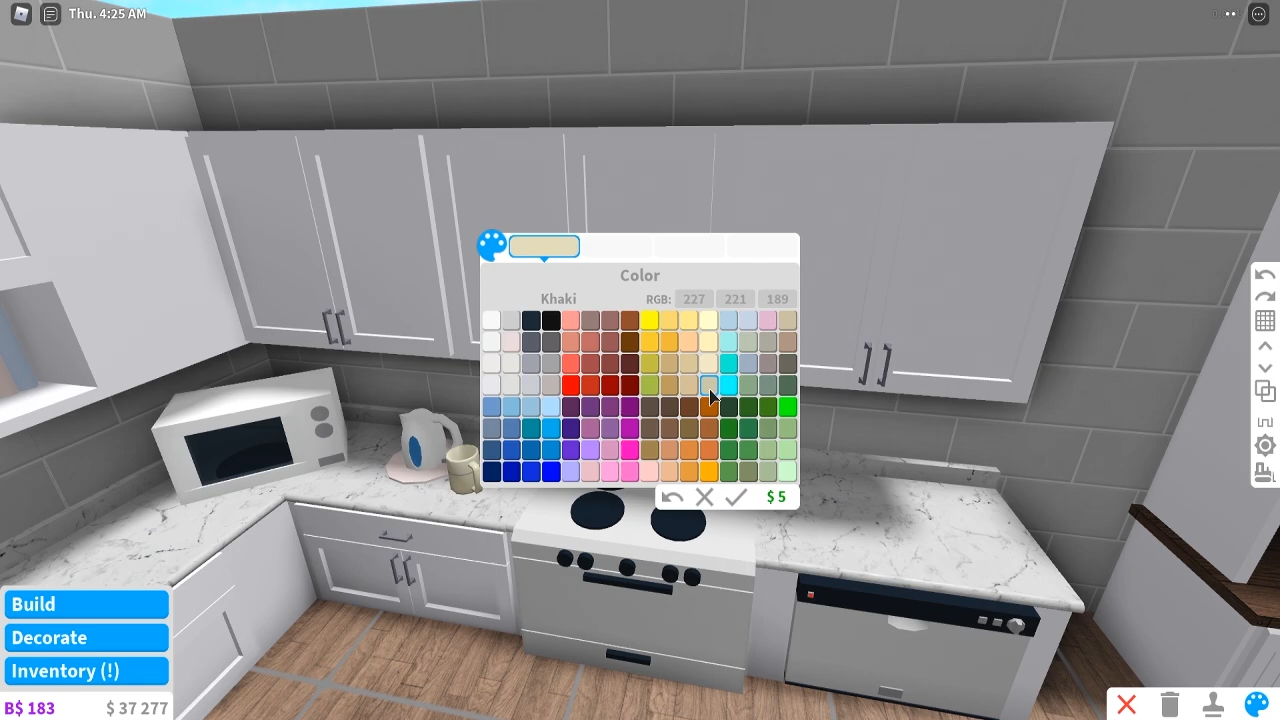 Thu. 4:25 AM
Color
Khaki RGB: 227 221 189
$ 5
Build
Decorate
Inventory (!)
B$ 183 $ 37 277